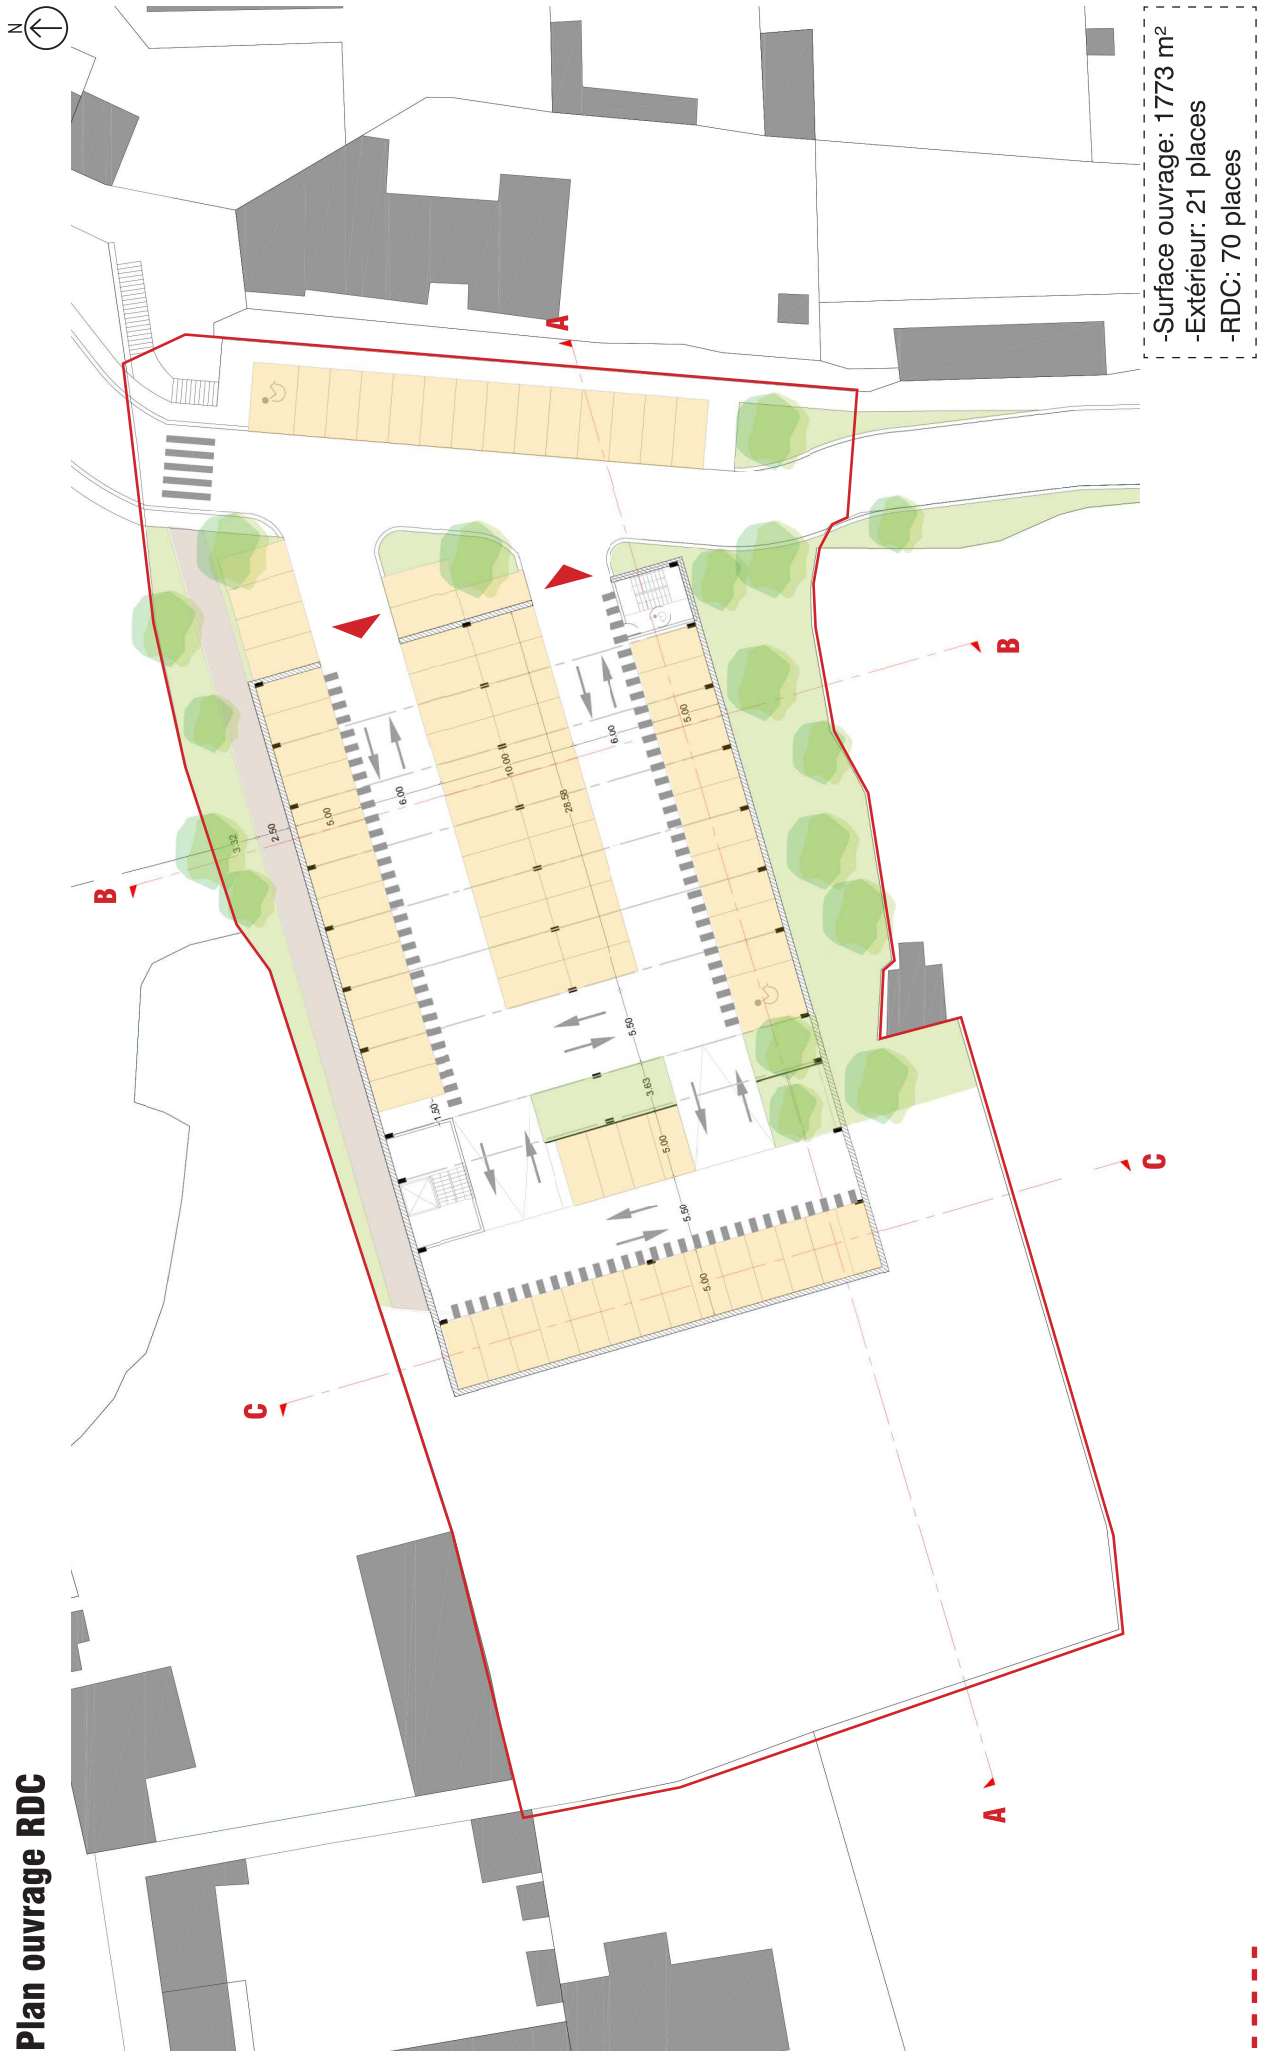 Plan ouvrage RDC
N
-Surface ouvrage: 1773 m²
-Extérieur: 21 places
-RDC: 70 places
A
B
B
3.32
2.50
5.00
6.00
10.00
28.58
6.00
5.00
5.50
3.63
1.50
5.00
5.50
5.00
C
C
A